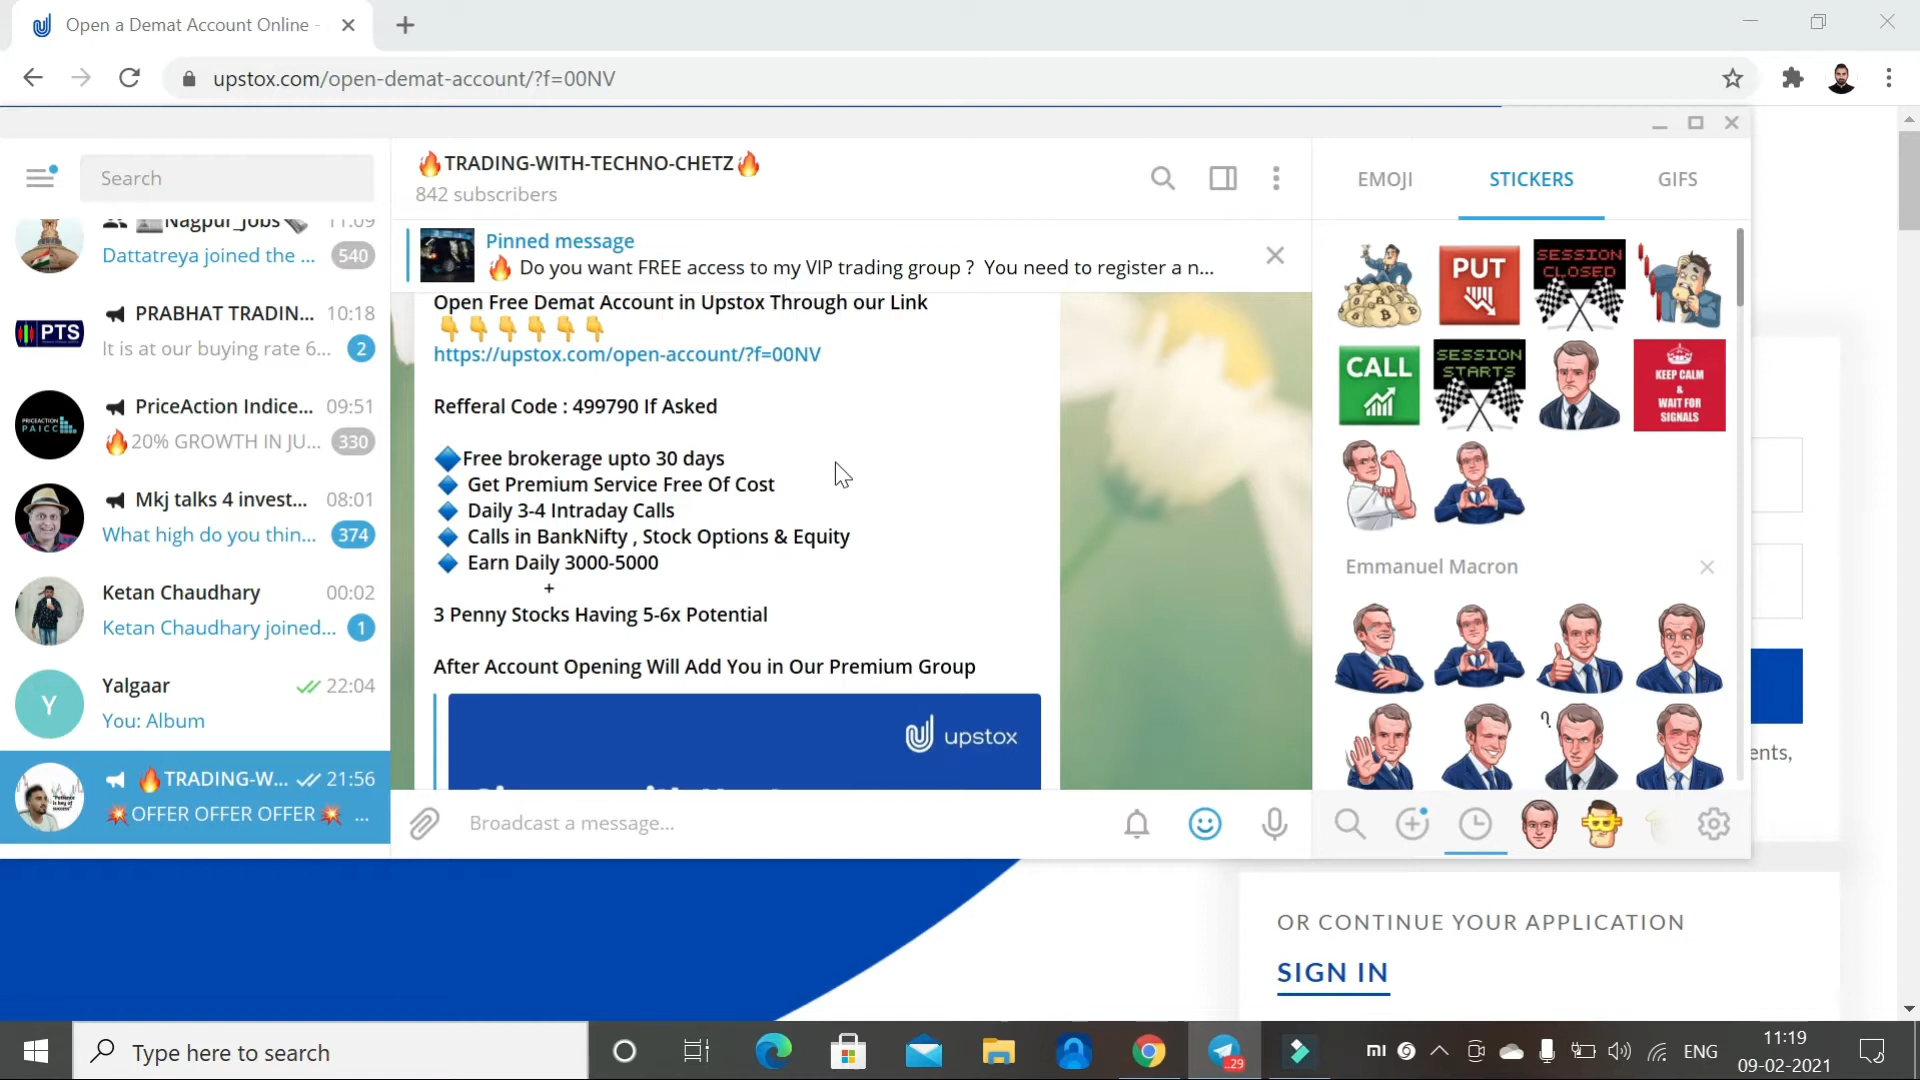 Open a Demat Account Online -
upstox.com/open-demat-account/?f=00NV
Search
Nagpur_Jobs
11:09
Dattatreya joined the ...
540
PTS
PRABHAT TRADIN...
10:18
It is at our buying rate 6...
2
PRICEACTION
PAICC
PriceAction Indice...
09:51
🔥20% GROWTH IN JU...
330
Mkj talks 4 invest...
08:01
What high do you thin...
374
Ketan Chaudhary
00:02
Ketan Chaudhary joined...
1
Y
Yalgaar
22:04
You: Album
🔥TRADING-W...
21:56
💥OFFER OFFER OFFER💥 ...
🔥TRADING-WITH-TECHNO-CHETZ🔥
842 subscribers
Pinned message
🔥 Do you want FREE access to my VIP trading group ? You need to register a n...
Open Free Demat Account in Upstox Through our Link
👇👇👇👇👇👇
https://upstox.com/open-account/?f=00NV
Refferal Code : 499790 If Asked
🔷Free brokerage upto 30 days
🔷 Get Premium Service Free Of Cost
🔷 Daily 3-4 Intraday Calls
🔷 Calls in BankNifty , Stock Options & Equity
🔷 Earn Daily 3000-5000
+
3 Penny Stocks Having 5-6x Potential
After Account Opening Will Add You in Our Premium Group
upstox
Broadcast a message...
EMOJI
STICKERS
GIFS
PUT
SESSION
CLOSED
CALL
SESSION
STARTS
KEEP CALM
&
WAIT FOR
SIGNALS
Emmanuel Macron
ents,
OR CONTINUE YOUR APPLICATION
SIGN IN
Type here to search
..29
MI
ENG
11:19
09-02-2021